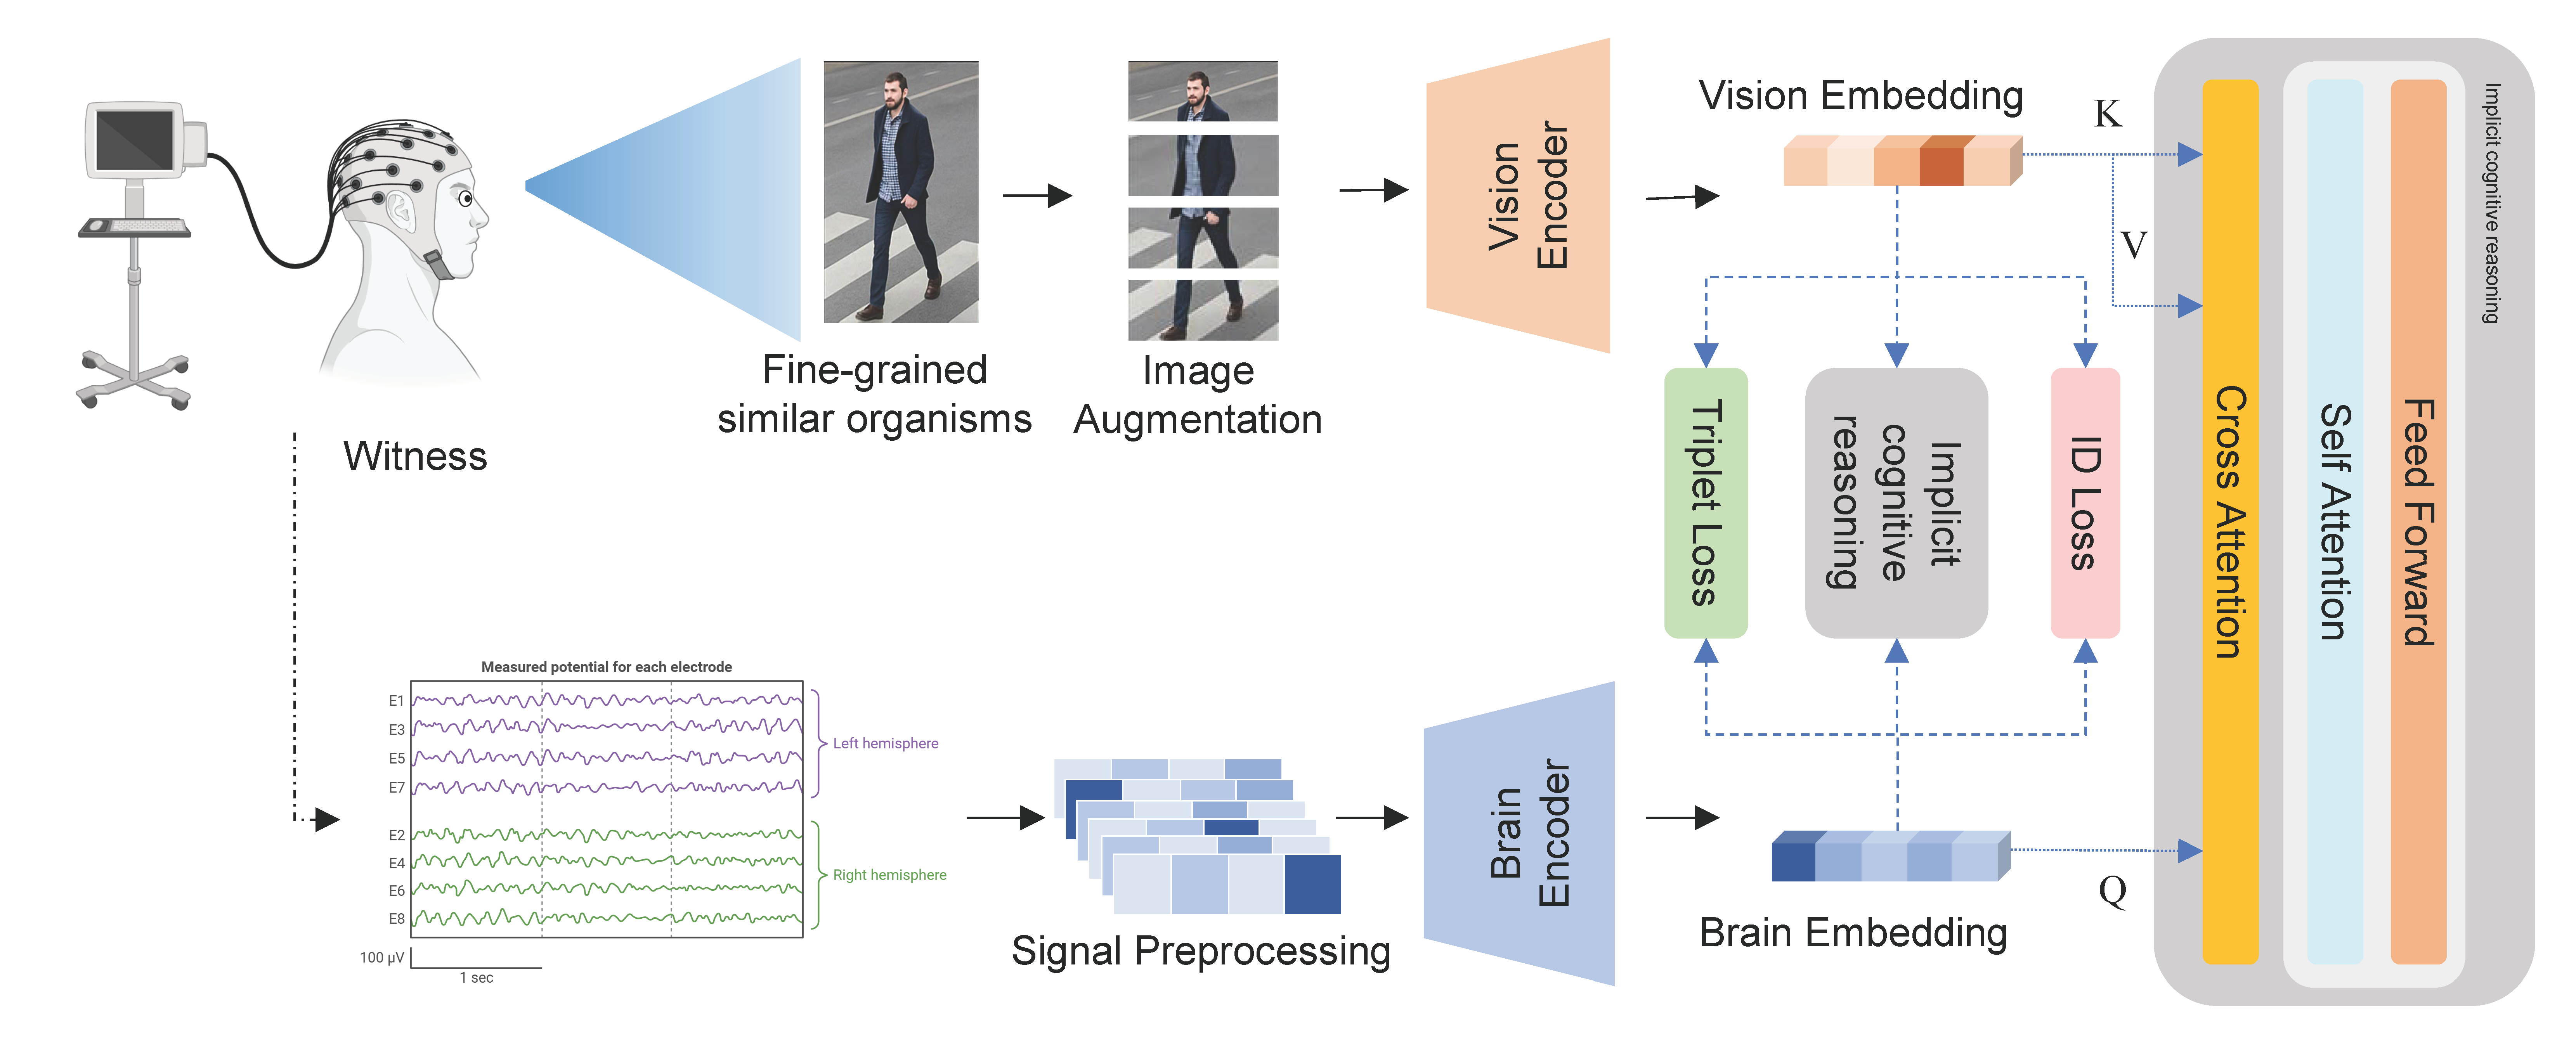 Witness
Fine-grained
similar organisms
Image
Augmentation
Vision
Encoder
Vision Embedding
K
V
Triplet Loss
Implicit
cognitive
reasoning
ID Loss
Cross Attention
Self Attention
Feed Forward
Implicit cognitive reasoning
Measured potential for each electrode
E1
E3
E5
E7
E2
E4
E6
E8
Left hemisphere
Right hemisphere
100 μV
1 sec
Signal Preprocessing
Brain
Encoder
Brain Embedding
Q